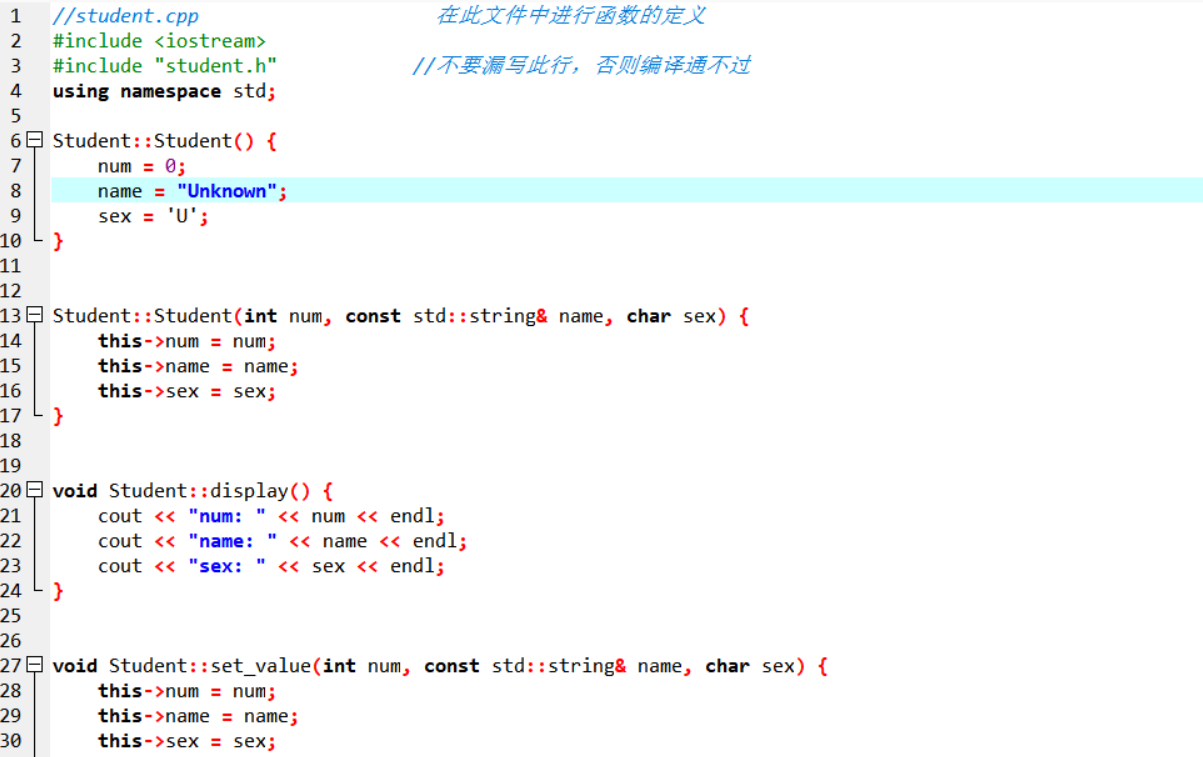 1 //student.cpp 在此文件中进行函数的定义
2 #include <iostream>
3 #include "student.h" //不要漏写此行，否则编译通不过
4 using namespace std;
5
6 Student::Student() {
7 num = 0;
8 name = "Unknown";
9 sex = 'U';
10 }
11
12
13 Student::Student(int num, const std::string& name, char sex) {
14 this->num = num;
15 this->name = name;
16 this->sex = sex;
17 }
18
19
20 void Student::display() {
21 cout << "num: " << num << endl;
22 cout << "name: " << name << endl;
23 cout << "sex: " << sex << endl;
24 }
25
26
27 void Student::set_value(int num, const std::string& name, char sex) {
28 this->num = num;
29 this->name = name;
30 this->sex = sex;